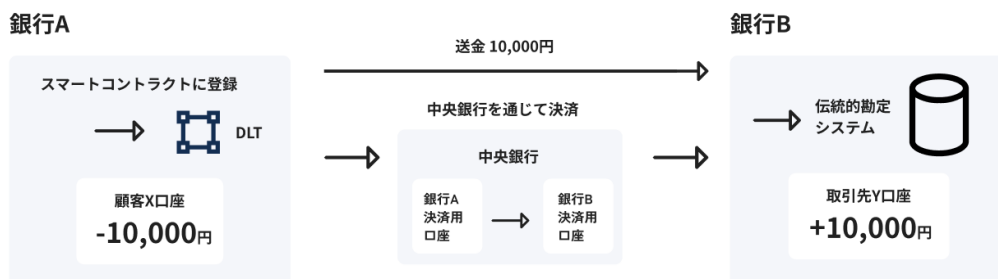 銀行A
スマートコントラクトに登録
DLT
顧客X口座
-10,000円
送金 10,000円
中央銀行を通じて決済
中央銀行
銀行A
決済用
口座
銀行B
決済用
口座
銀行B
伝統的勘定
システム
取引先Y口座
+10,000円